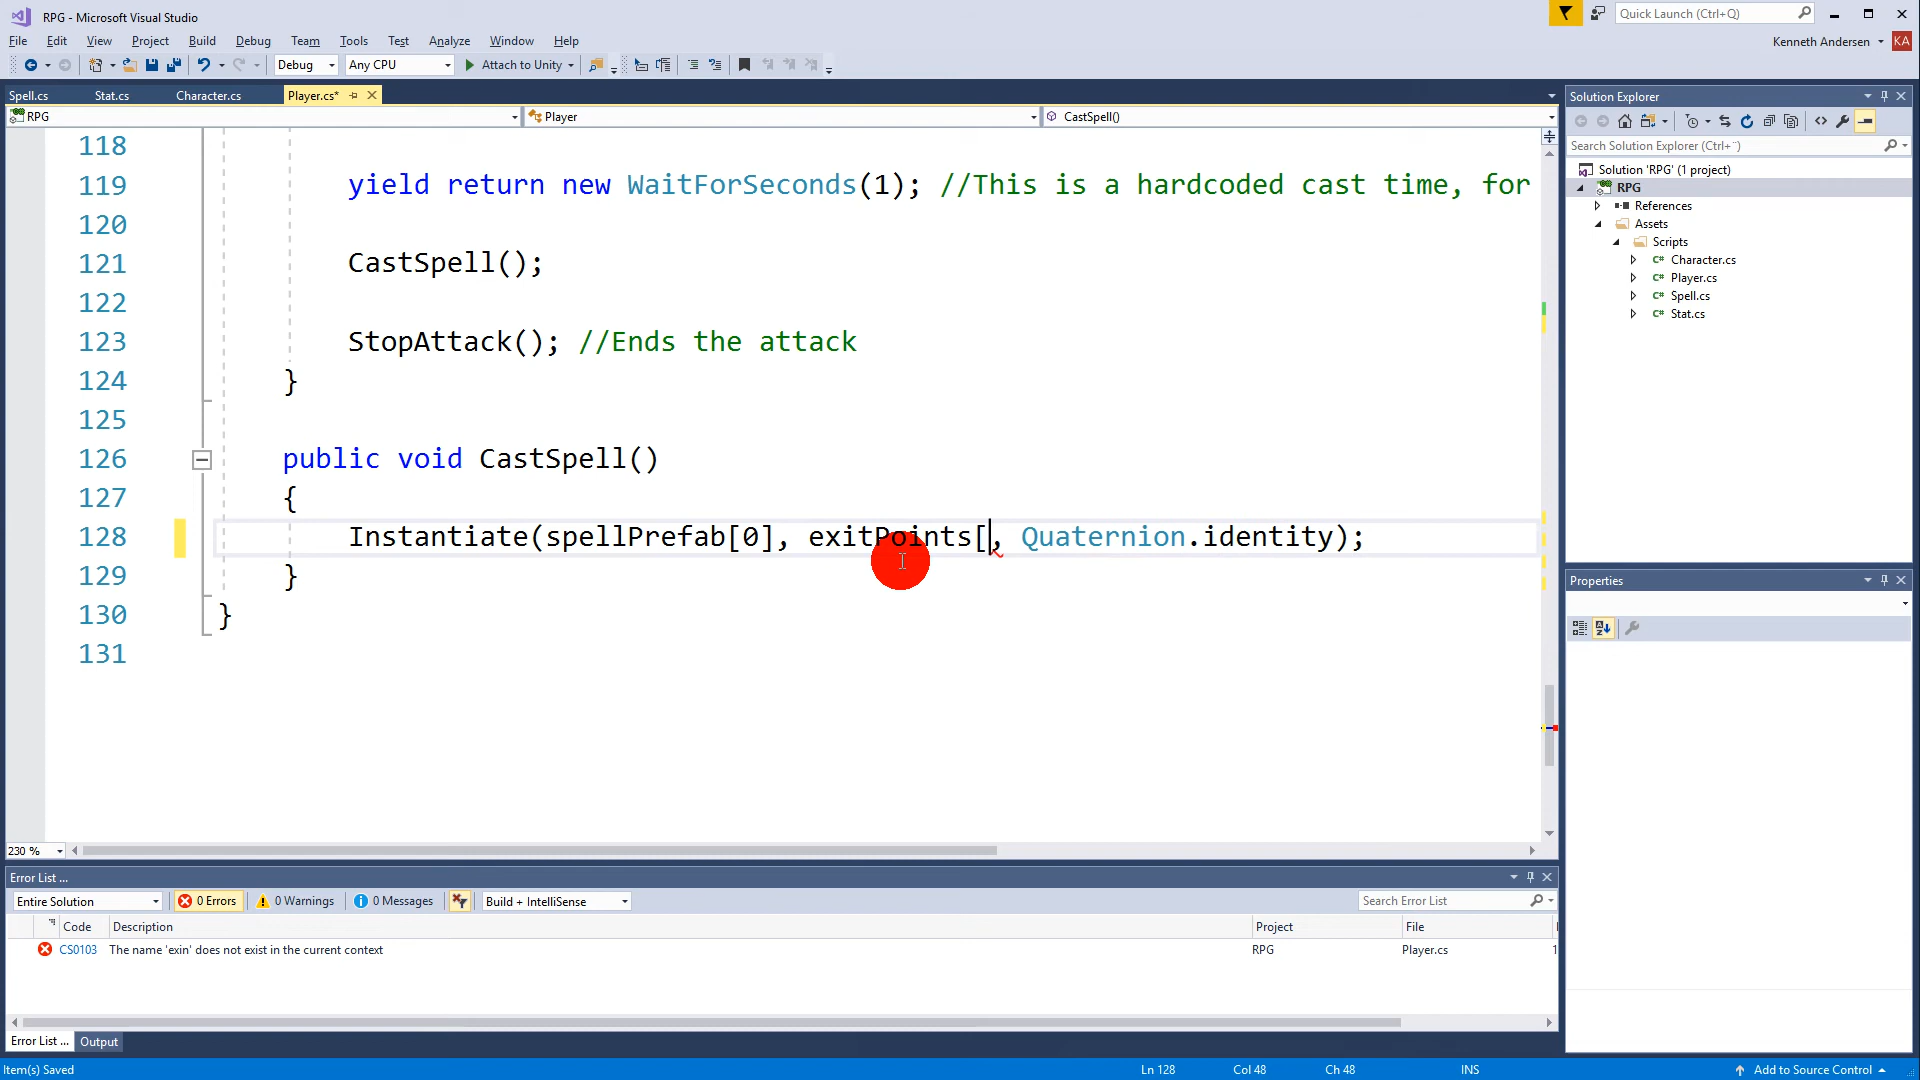 RPG - Microsoft Visual Studio
Quick Launch (Ctrl+Q)
File Edit View Project Build Debug Team Tools Test Analyze Window Help
Kenneth Andersen
KA
Debug Any CPU Attach to Unity
Spell.cs Stat.cs Character.cs Player.cs*
RPG Player CastSpell()
118
119 yield return new WaitForSeconds(1); //This is a hardcoded cast time, for
120
121 CastSpell();
122
123 StopAttack(); //Ends the attack
124 }
125
126 public void CastSpell()
127 {
128 Instantiate(spellPrefab[0], exitPoints[, Quaternion.identity);
129 }
130 }
131
230 %
Solution Explorer
Search Solution Explorer (Ctrl+¨)
Solution 'RPG' (1 project)
RPG
References
Assets
Scripts
C# Character.cs
C# Player.cs
C# Spell.cs
C# Stat.cs
Properties
Error List ...
Entire Solution 0 Errors 0 Warnings 0 Messages Build + IntelliSense Search Error List
Code Description Project File
CS0103 The name 'exin' does not exist in the current context RPG Player.cs 1
Error List ... Output
Item(s) Saved Ln 128 Col 48 Ch 48 INS Add to Source Control